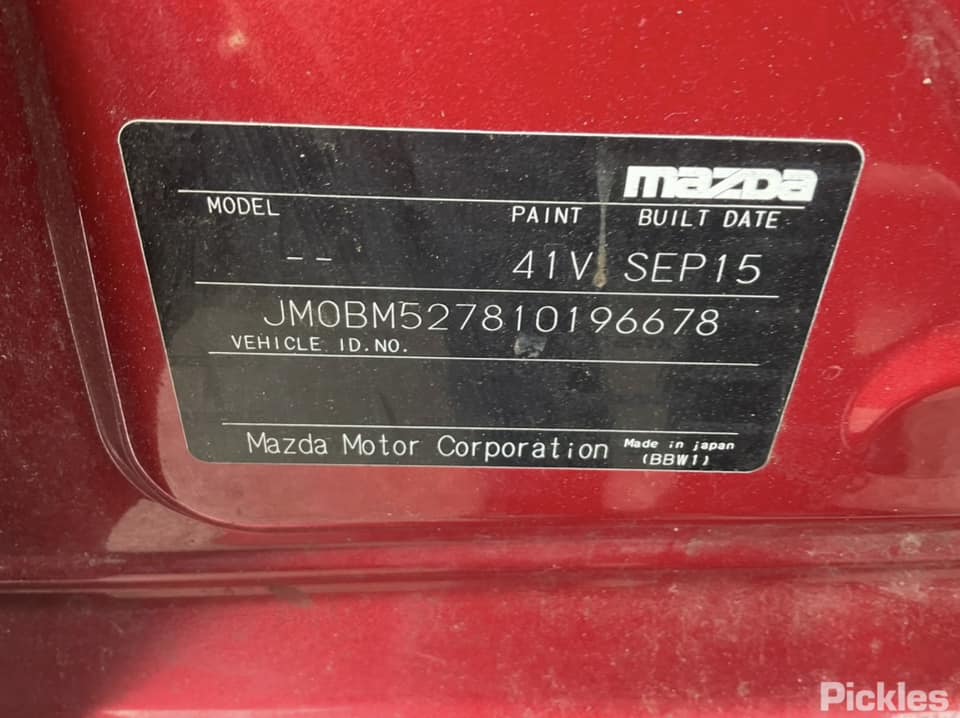 mazda
MODEL PAINT BUILT DATE
-- 41V SEP15
JM0BM527810196678
VEHICLE ID.NO.
Mazda Motor Corporation Made in japan
(BBW1)
Pickles